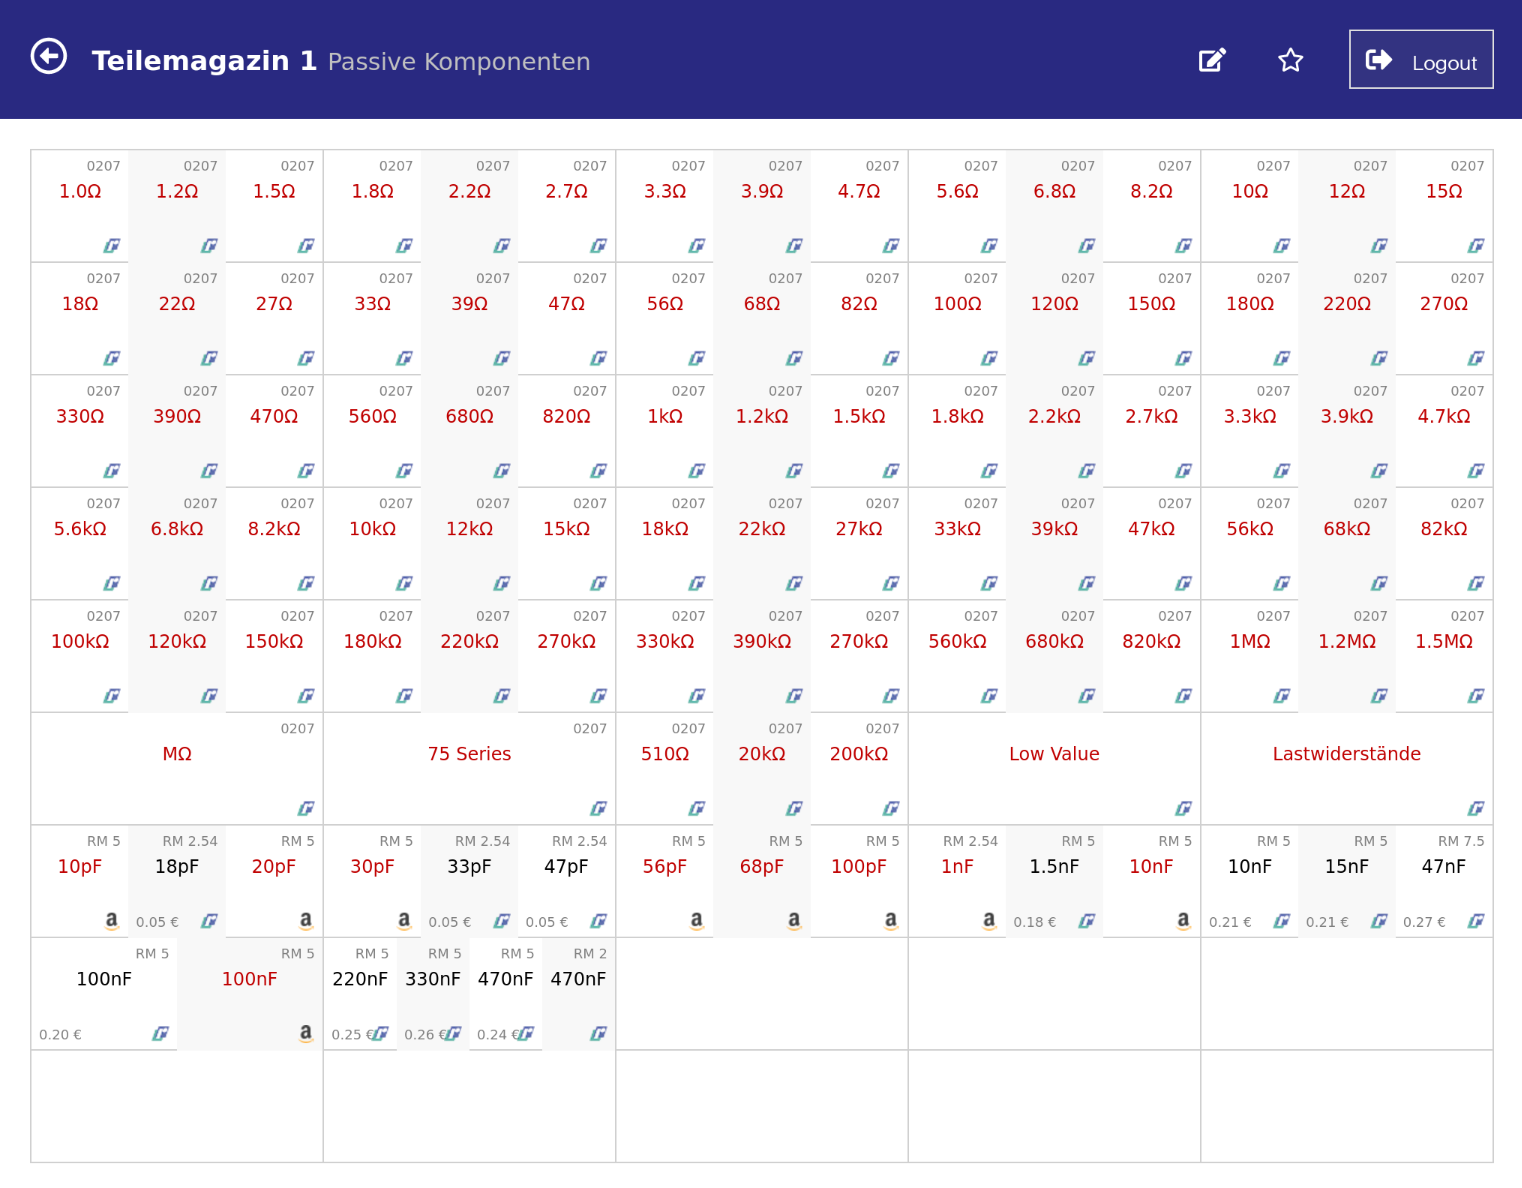 Teilemagazin 1 Passive Komponenten Logout
0207 0207 0207 0207 0207 0207 0207 0207 0207 0207 0207 0207 0207 0207 0207
1.0Ω 1.2Ω 1.5Ω 1.8Ω 2.2Ω 2.7Ω 3.3Ω 3.9Ω 4.7Ω 5.6Ω 6.8Ω 8.2Ω 10Ω 12Ω 15Ω
0207 0207 0207 0207 0207 0207 0207 0207 0207 0207 0207 0207 0207 0207 0207
18Ω 22Ω 27Ω 33Ω 39Ω 47Ω 56Ω 68Ω 82Ω 100Ω 120Ω 150Ω 180Ω 220Ω 270Ω
0207 0207 0207 0207 0207 0207 0207 0207 0207 0207 0207 0207 0207 0207 0207
330Ω 390Ω 470Ω 560Ω 680Ω 820Ω 1kΩ 1.2kΩ 1.5kΩ 1.8kΩ 2.2kΩ 2.7kΩ 3.3kΩ 3.9kΩ 4.7kΩ
0207 0207 0207 0207 0207 0207 0207 0207 0207 0207 0207 0207 0207 0207 0207
5.6kΩ 6.8kΩ 8.2kΩ 10kΩ 12kΩ 15kΩ 18kΩ 22kΩ 27kΩ 33kΩ 39kΩ 47kΩ 56kΩ 68kΩ 82kΩ
0207 0207 0207 0207 0207 0207 0207 0207 0207 0207 0207 0207 0207 0207 0207
100kΩ 120kΩ 150kΩ 180kΩ 220kΩ 270kΩ 330kΩ 390kΩ 270kΩ 560kΩ 680kΩ 820kΩ 1MΩ 1.2MΩ 1.5MΩ
0207 0207 0207 0207 0207
MΩ 75 Series 510Ω 20kΩ 200kΩ Low Value Lastwiderstände
RM 5 RM 2.54 RM 5 RM 5 RM 2.54 RM 2.54 RM 5 RM 5 RM 5 RM 2.54 RM 5 RM 5 RM 5 RM 5 RM 7.5
10pF 18pF 20pF 30pF 33pF 47pF 56pF 68pF 100pF 1nF 1.5nF 10nF 10nF 15nF 47nF
a 0.05 € a a 0.05 € 0.05 € a a a a 0.18 € a 0.21 € 0.21 € 0.27 €
RM 5 RM 5 RM 5 RM 5 RM 5 RM 2
100nF 100nF 220nF 330nF 470nF 470nF
0.20 € a 0.25 € 0.26 € 0.24 €